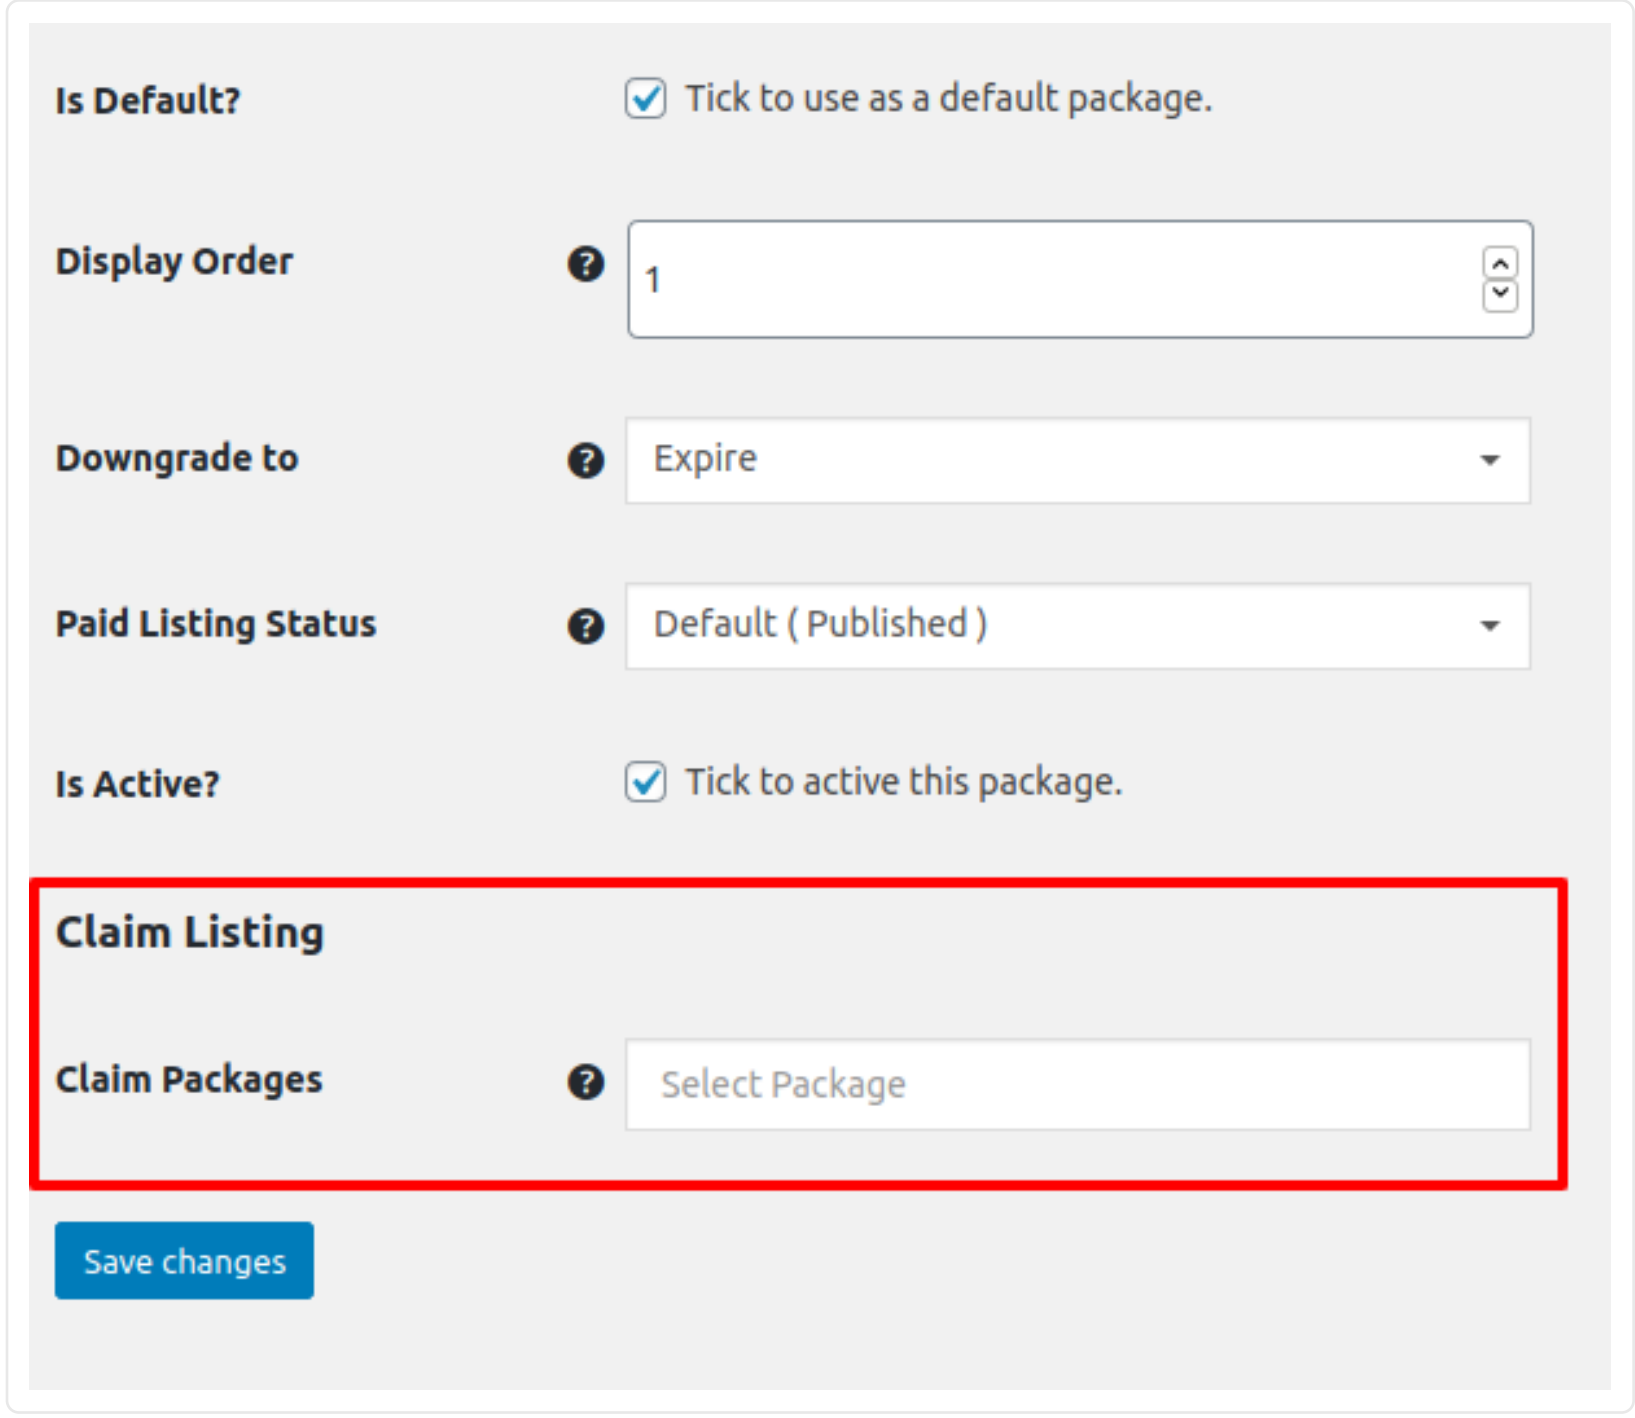 Is Default?
Tick to use as a default package.
Display Order
?
1
Downgrade to
?
Expire
Paid Listing Status
?
Default ( Published )
Is Active?
Tick to active this package.
Claim Listing
Claim Packages
?
Select Package
Save changes